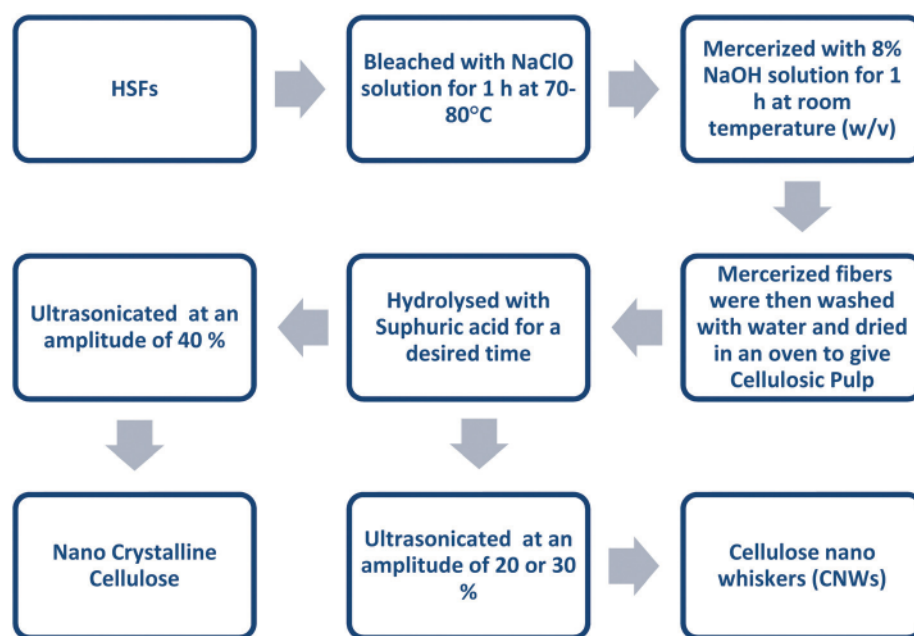 HSFs
Bleached with NaClO
solution for 1 h at 70-
80°C
Mercerized with 8%
NaOH solution for 1
h at room
temperature (w/v)
Mercerized fibers
were then washed
with water and dried
in an oven to give
Cellulosic Pulp
Hydrolysed with
Suphuric acid for a
desired time
Ultrasonicated at an
amplitude of 40 %
Nano Crystalline
Cellulose
Ultrasonicated at an
amplitude of 20 or 30
%
Cellulose nano
whiskers (CNWs)